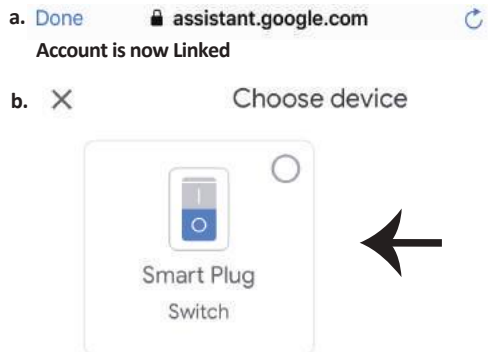 a. Done assistant.google.com
Account is now Linked
b. Choose device
Smart Plug
Switch